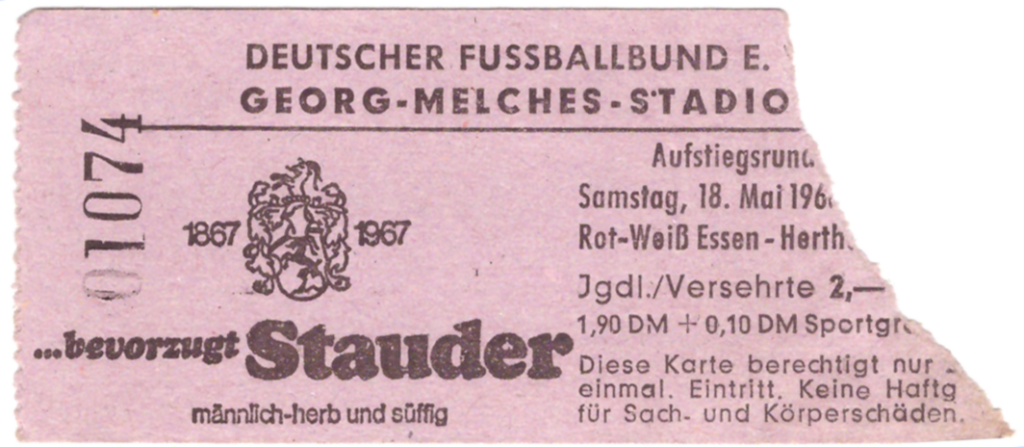 DEUTSCHER FUSSBALLBUND E.
GEORG-MELCHES-STADIO
01074
Aufstiegsrun
Samstag, 18. Mai 196
Rot-Weiß Essen - Herth
1867 1967
Jgdl./Versehrte 2,—
1,90 DM + 0,10 DM Sportgr
...bevorzugt Stauder
männlich-herb und süffig
Diese Karte berechtigt nur
einmal. Eintritt. Keine Haftg
für Sach- und Körperschäden.